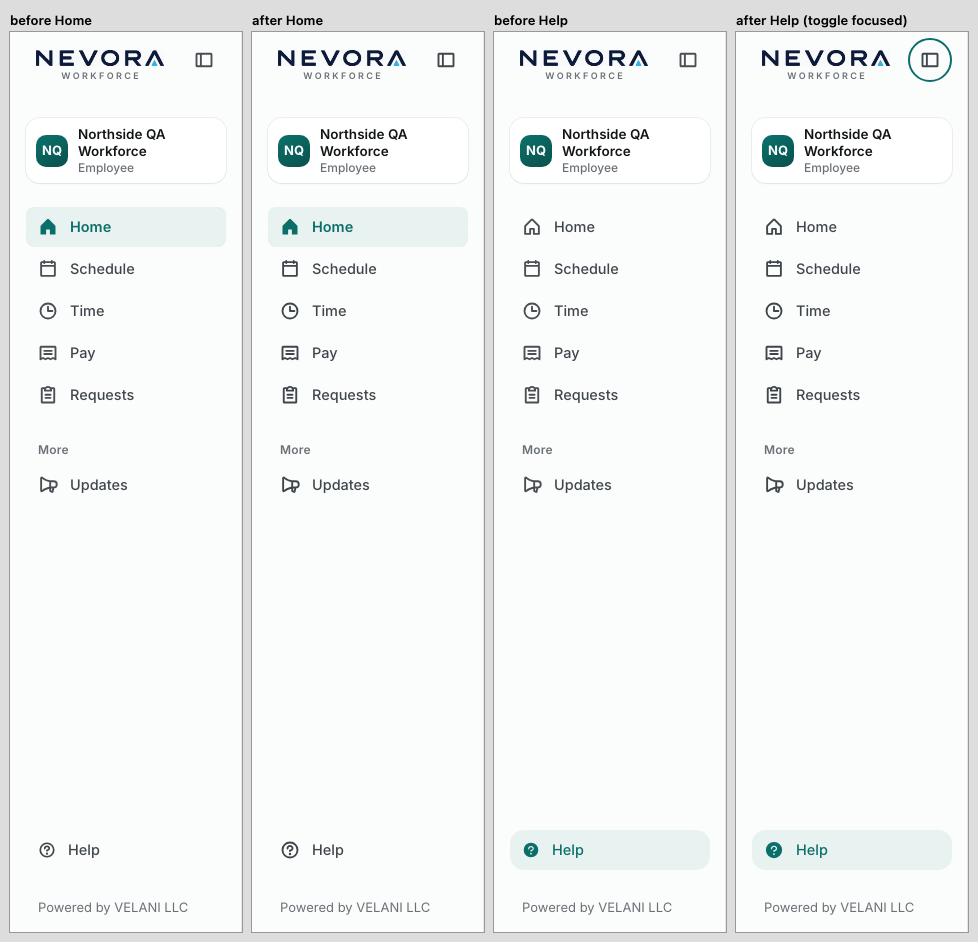 before Home
NEVORA
WORKFORCE
NQ
Northside QA
Workforce
Employee
Home
Schedule
Time
Pay
Requests
More
Updates
Help
Powered by VELANI LLC
after Home
NEVORA
WORKFORCE
NQ
Northside QA
Workforce
Employee
Home
Schedule
Time
Pay
Requests
More
Updates
Help
Powered by VELANI LLC
before Help
NEVORA
WORKFORCE
NQ
Northside QA
Workforce
Employee
Home
Schedule
Time
Pay
Requests
More
Updates
Help
Powered by VELANI LLC
after Help (toggle focused)
NEVORA
WORKFORCE
NQ
Northside QA
Workforce
Employee
Home
Schedule
Time
Pay
Requests
More
Updates
Help
Powered by VELANI LLC